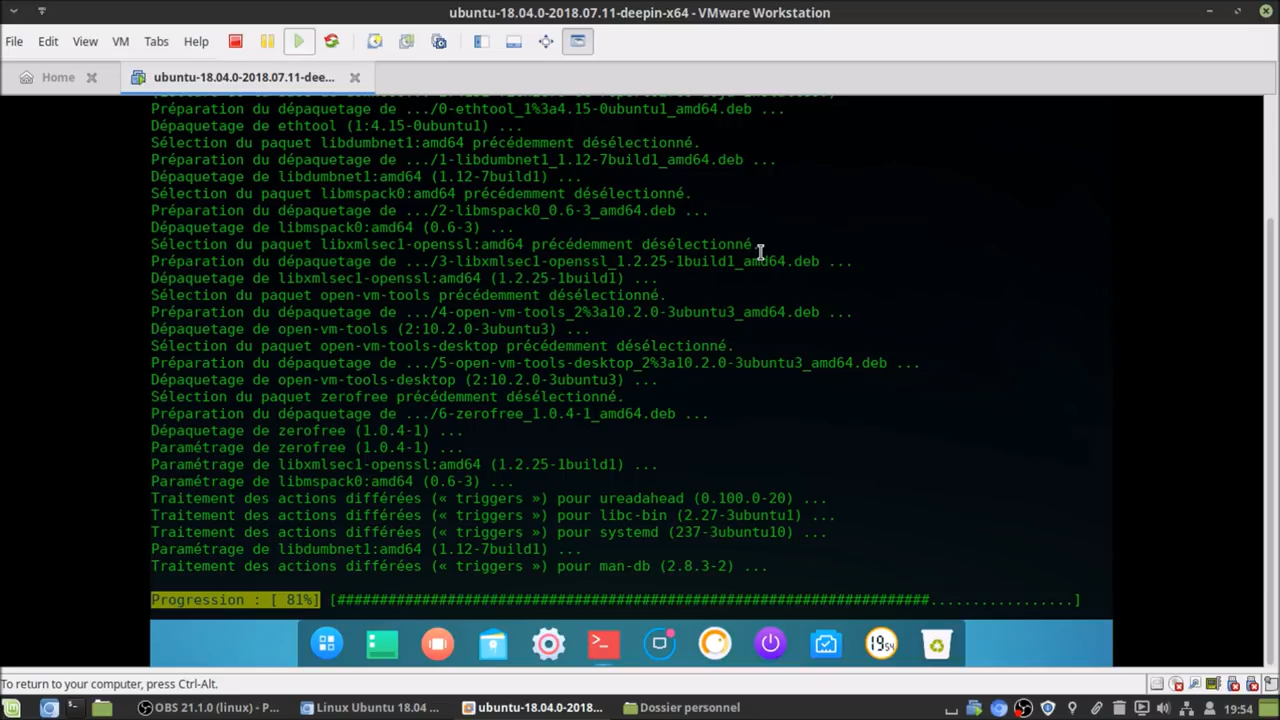 ubuntu-18.04.0-2018.07.11-deepin-x64 - VMware Workstation
File Edit View VM Tabs Help
Home ubuntu-18.04.0-2018.07.11-dee...
Préparation du dépaquetage de .../0-ethtool_1%3a4.15-0ubuntu1_amd64.deb ...
Dépaquetage de ethtool (1:4.15-0ubuntu1) ...
Sélection du paquet libdumbnet1:amd64 précédemment désélectionné.
Préparation du dépaquetage de .../1-libdumbnet1_1.12-7build1_amd64.deb ...
Dépaquetage de libdumbnet1:amd64 (1.12-7build1) ...
Sélection du paquet libmspack0:amd64 précédemment désélectionné.
Préparation du dépaquetage de .../2-libmspack0_0.6-3_amd64.deb ...
Dépaquetage de libmspack0:amd64 (0.6-3) ...
Sélection du paquet libxmlsec1-openssl:amd64 précédemment désélectionné.
Préparation du dépaquetage de .../3-libxmlsec1-openssl_1.2.25-1build1_amd64.deb ...
Dépaquetage de libxmlsec1-openssl:amd64 (1.2.25-1build1) ...
Sélection du paquet open-vm-tools précédemment désélectionné.
Préparation du dépaquetage de .../4-open-vm-tools_2%3a10.2.0-3ubuntu3_amd64.deb ...
Dépaquetage de open-vm-tools (2:10.2.0-3ubuntu3) ...
Sélection du paquet open-vm-tools-desktop précédemment désélectionné.
Préparation du dépaquetage de .../5-open-vm-tools-desktop_2%3a10.2.0-3ubuntu3_amd64.deb ...
Dépaquetage de open-vm-tools-desktop (2:10.2.0-3ubuntu3) ...
Sélection du paquet zerofree précédemment désélectionné.
Préparation du dépaquetage de .../6-zerofree_1.0.4-1_amd64.deb ...
Dépaquetage de zerofree (1.0.4-1) ...
Paramétrage de zerofree (1.0.4-1) ...
Paramétrage de libxmlsec1-openssl:amd64 (1.2.25-1build1) ...
Paramétrage de libmspack0:amd64 (0.6-3) ...
Traitement des actions différées (« triggers ») pour ureadahead (0.100.0-20) ...
Traitement des actions différées (« triggers ») pour libc-bin (2.27-3ubuntu1) ...
Traitement des actions différées (« triggers ») pour systemd (237-3ubuntu10) ...
Paramétrage de libdumbnet1:amd64 (1.12-7build1) ...
Traitement des actions différées (« triggers ») pour man-db (2.8.3-2) ...
Progression : [ 81%] [######################################################################.................]
19 54
To return to your computer, press Ctrl-Alt.
OBS 21.1.0 (linux) - P... Linux Ubuntu 18.04 ... ubuntu-18.04.0-2018... Dossier personnel 19:54